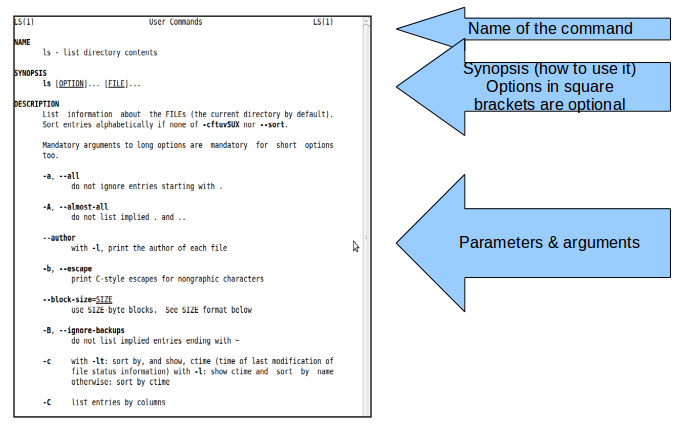 LS(1) User Commands LS(1)
NAME
ls - list directory contents
SYNOPSIS
ls [OPTION]... [FILE]...
DESCRIPTION
List information about the FILEs (the current directory by default).
Sort entries alphabetically if none of -cftuvSUX nor --sort.
Mandatory arguments to long options are mandatory for short options
too.
-a, --all
do not ignore entries starting with .
-A, --almost-all
do not list implied . and ..
--author
with -l, print the author of each file
-b, --escape
print C-style escapes for nongraphic characters
--block-size=SIZE
use SIZE-byte blocks. See SIZE format below
-B, --ignore-backups
do not list implied entries ending with ~
-c with -lt: sort by, and show, ctime (time of last modification of
file status information) with -l: show ctime and sort by name
otherwise: sort by ctime
-C list entries by columns
Name of the command
Synopsis (how to use it)
Options in square
brackets are optional
Parameters & arguments